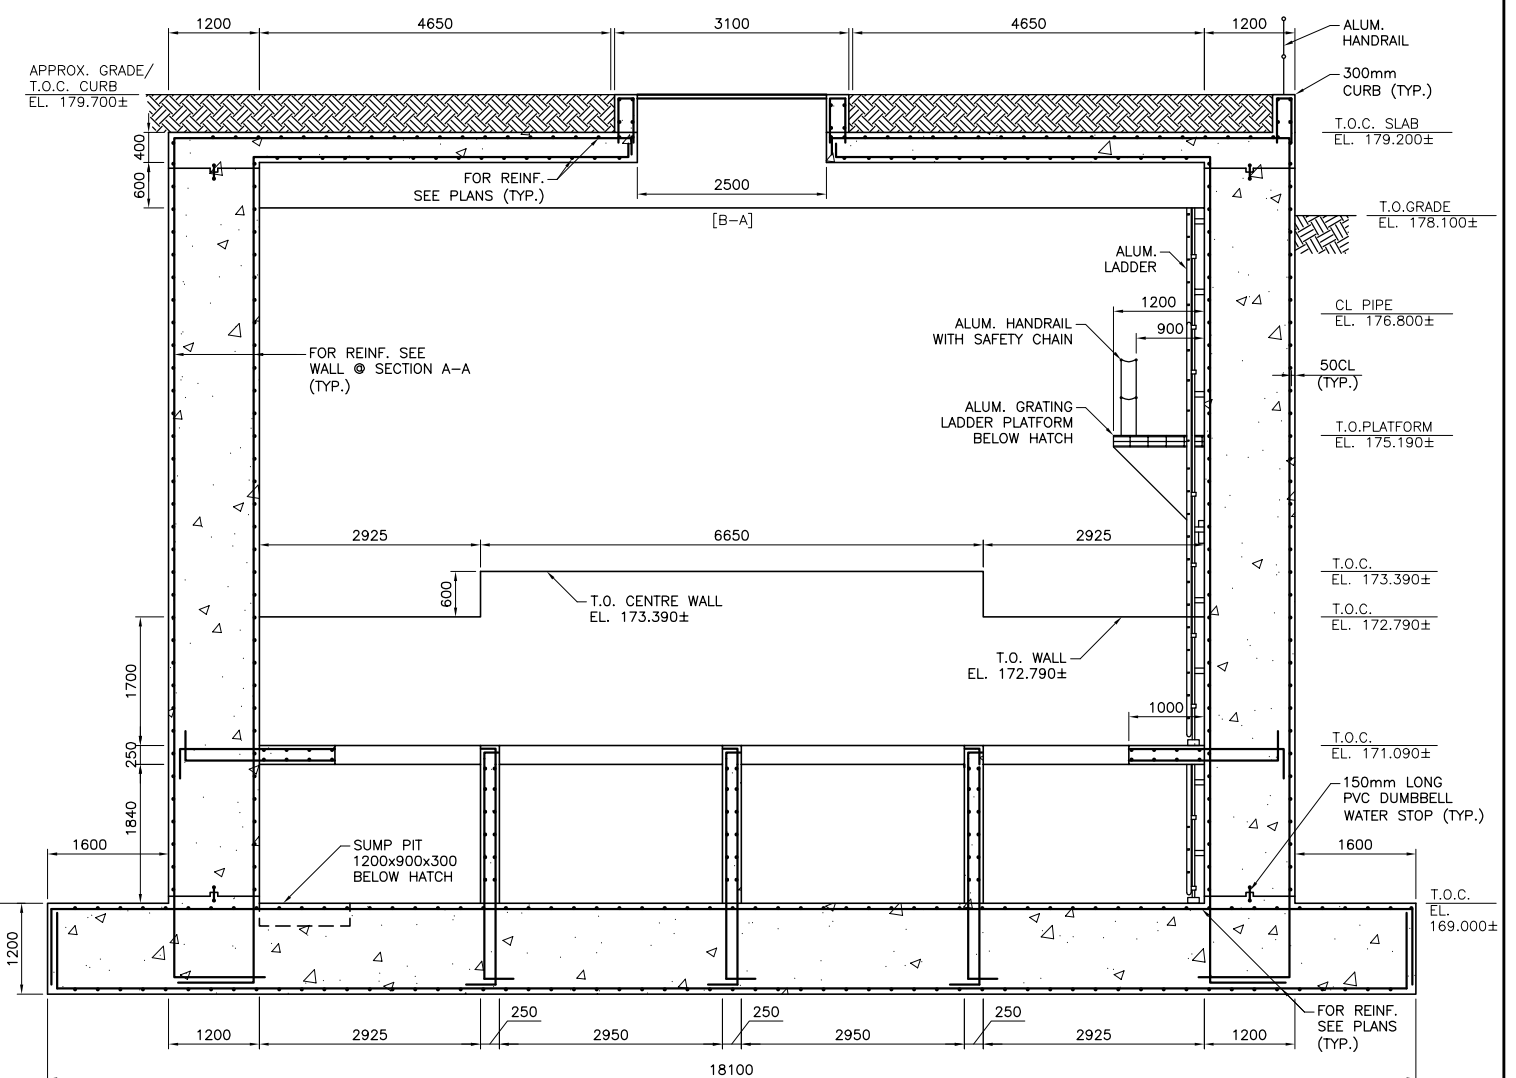 1200
4650
3100
4650
1200
ALUM.
HANDRAIL
APPROX. GRADE/
T.O.C. CURB
EL. 179.700±
300mm
CURB (TYP.)
T.O.C. SLAB
EL. 179.200±
400
600
FOR REINF.
SEE PLANS (TYP.)
2500
[B-A]
T.O.GRADE
EL. 178.100±
ALUM.
LADDER
1200
900
CL PIPE
EL. 176.800±
ALUM. HANDRAIL
WITH SAFETY CHAIN
FOR REINF. SEE
WALL @ SECTION A-A
(TYP.)
50CL
(TYP.)
ALUM. GRATING
LADDER PLATFORM
BELOW HATCH
T.O.PLATFORM
EL. 175.190±
2925
6650
2925
600
T.O. CENTRE WALL
EL. 173.390±
T.O.C.
EL. 173.390±
T.O.C.
EL. 172.790±
T.O. WALL
EL. 172.790±
1700
1000
250
T.O.C.
EL. 171.090±
1840
150mm LONG
PVC DUMBBELL
WATER STOP (TYP.)
1600
SUMP PIT
1200x900x300
BELOW HATCH
1600
T.O.C.
EL.
169.000±
1200
250
250
250
FOR REINF.
SEE PLANS
(TYP.)
1200
2925
2950
2950
2925
1200
18100